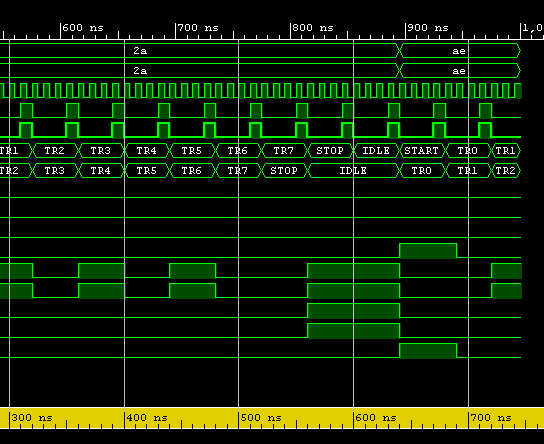 600 ns 700 ns 800 ns 900 ns 1,0
2a ae
2a ae
TR1 TR2 TR3 TR4 TR5 TR6 TR7 STOP IDLE START TR0 TR1
TR2 TR3 TR4 TR5 TR6 TR7 STOP IDLE TR0 TR1 TR2
300 ns 400 ns 500 ns 600 ns 700 ns